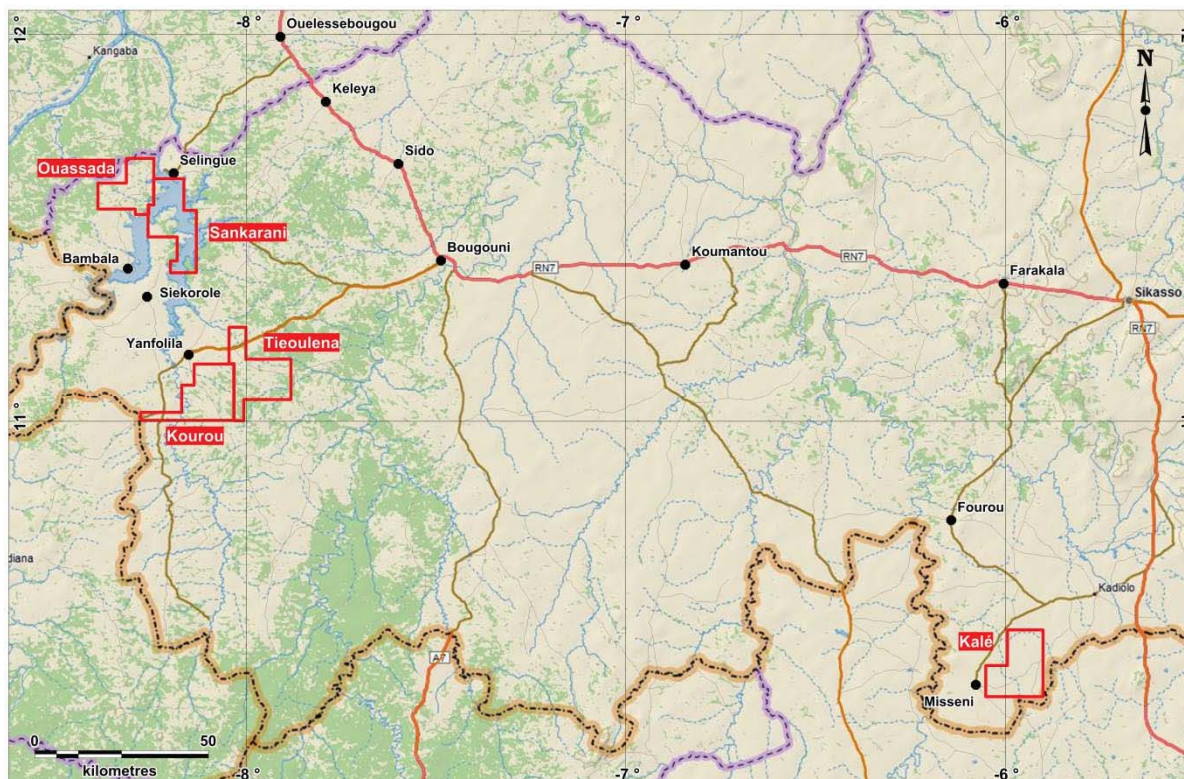 -8°
-7°
-6°
12°
Ouelessebougou
Kangaba
N
Keleya
Sido
Selingue
Ouassada
Sankarani
Bambala
Siekorole
Bougouni
RN7
Koumantou
RN7
Farakala
Sikasso
RN7
Yanfolila
Tieoulena
11°
Kourou
Fourou
diana
Kadiolo
Kalé
A7
Misseni
0 50
kilometres
-8°
-7°
-6°